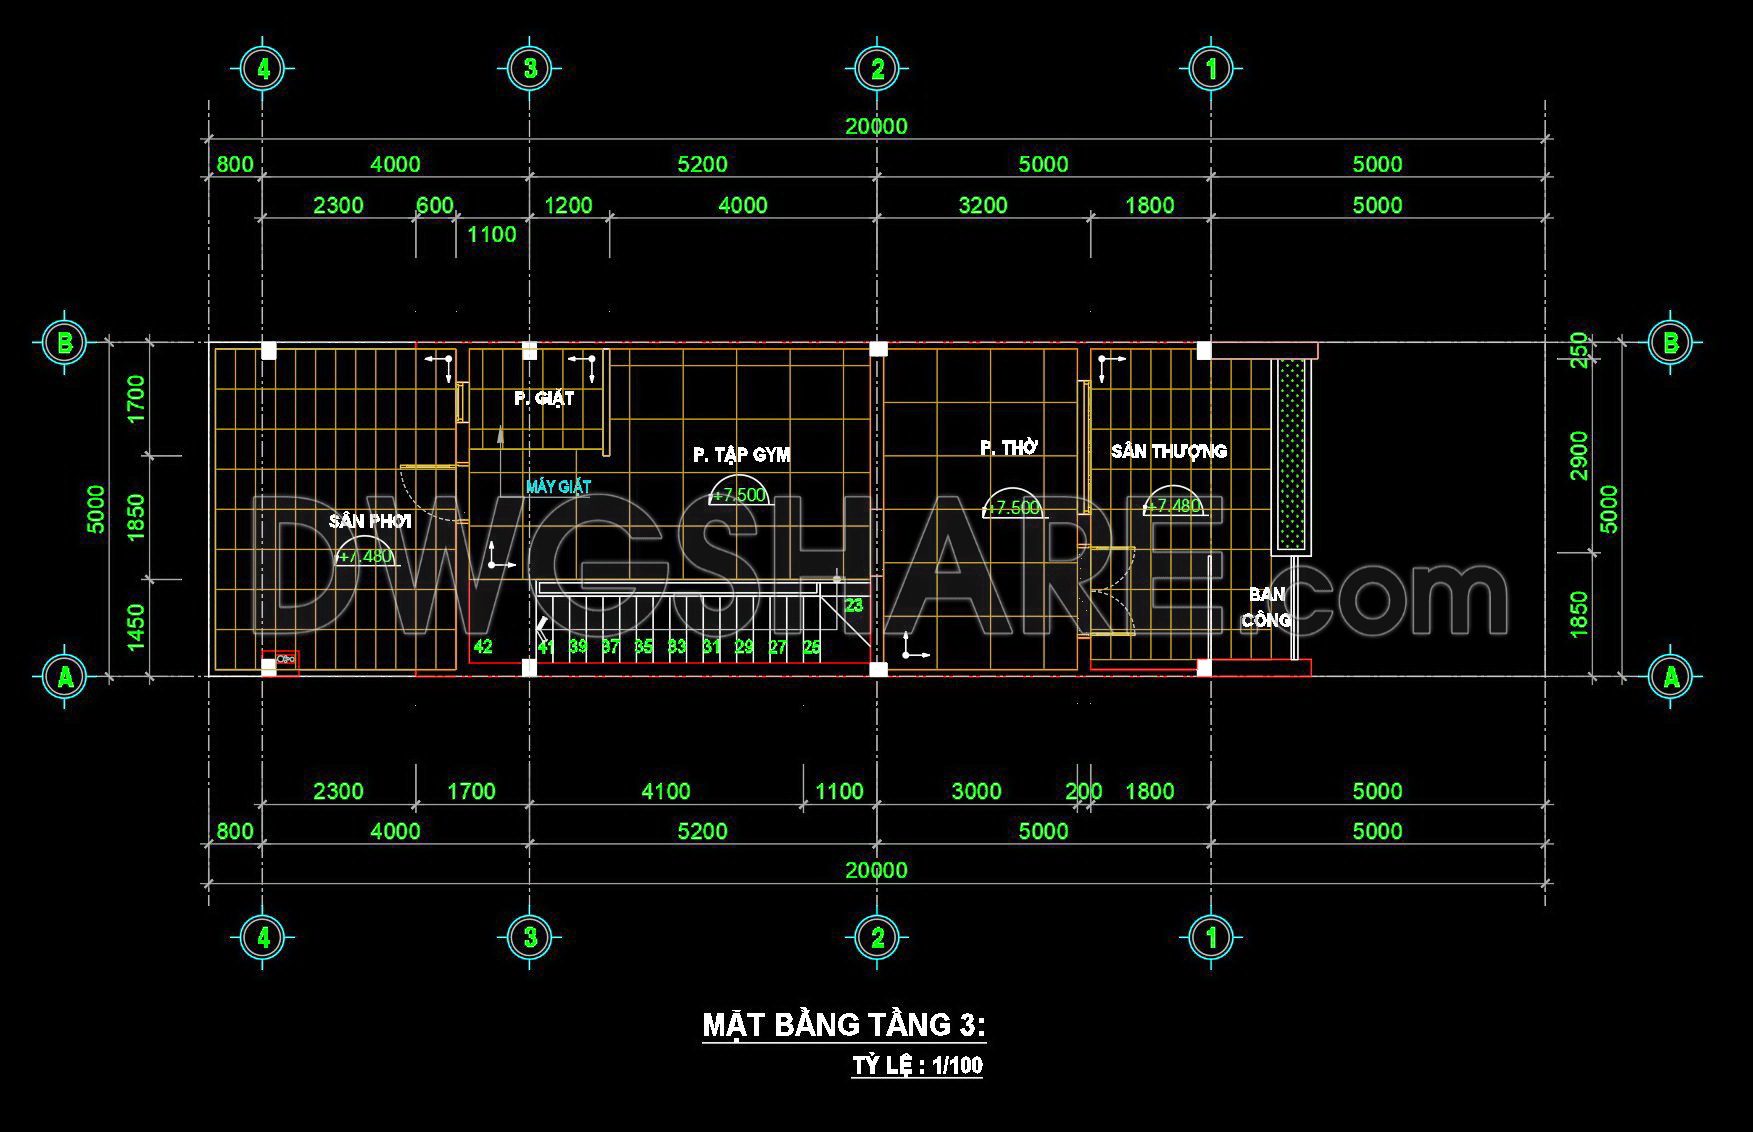 4 3 2 1
20000
800 4000 5200 5000 5000
2300 600 1200 4000 3200 1800 5000
1100
B B
250
1700
P. GIẶT
P. TẬP GYM P. THỜ SÂN THƯỢNG
2900
MÁY GIẶT
+7.500 +7.500 +7.480
5000 1850 5000
SÂN PHƠI
+7.480
DWGSHARE.com
BAN
CÔNG
1450 1850
23
42 41 39 37 35 33 31 29 27 25
A A
2300 1700 4100 1100 3000 200 1800 5000
800 4000 5200 5000 5000
20000
4 3 2 1
MẶT BẰNG TẦNG 3:
TỶ LỆ : 1/100